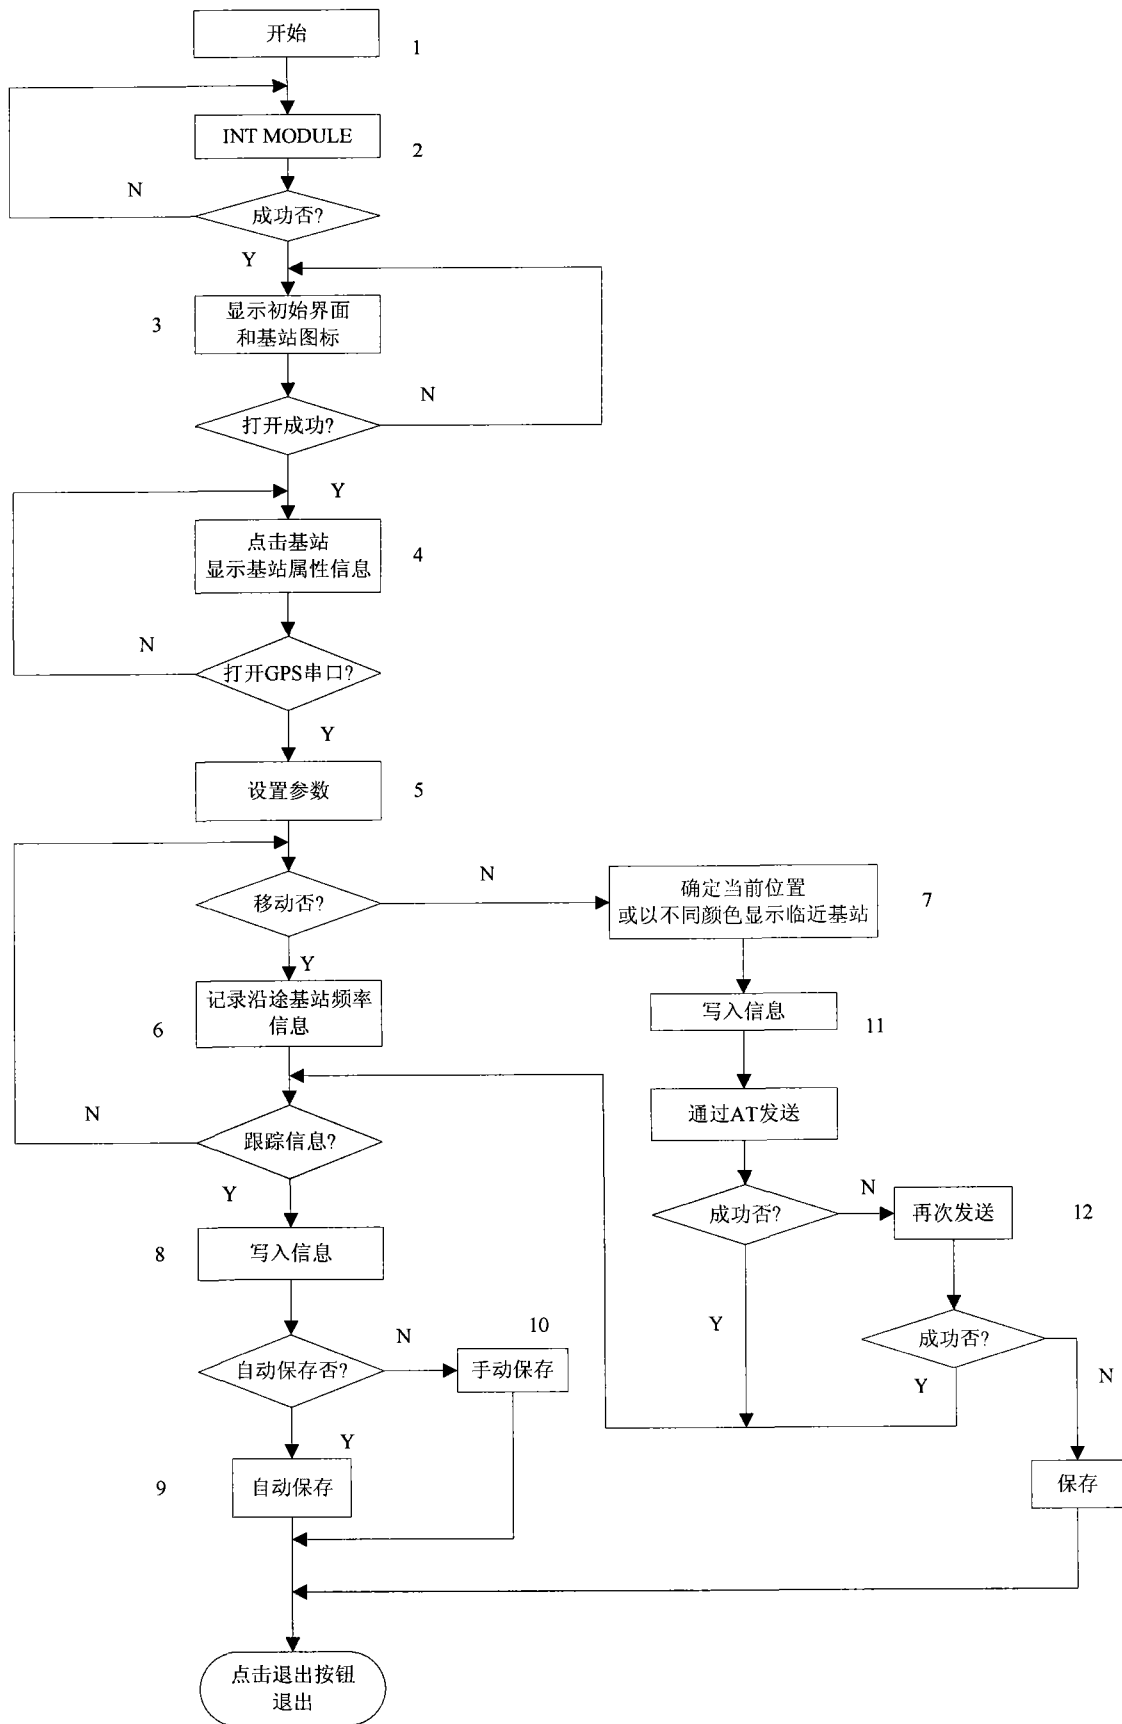 开始
1
INT MODULE
2
N
成功否?
Y
3
显示初始界面
和基站图标
N
打开成功?
Y
点击基站
显示基站属性信息
4
N
打开GPS串口?
Y
设置参数
5
N
确定当前位置
或以不同颜色显示临近基站
7
移动否?
Y
记录沿途基站频率
信息
6
写入信息
11
N
通过AT发送
跟踪信息?
Y
N
成功否?
再次发送
12
8
写入信息
Y
10
N
成功否?
自动保存否?
手动保存
Y
N
Y
9
自动保存
保存
点击退出按钮
退出